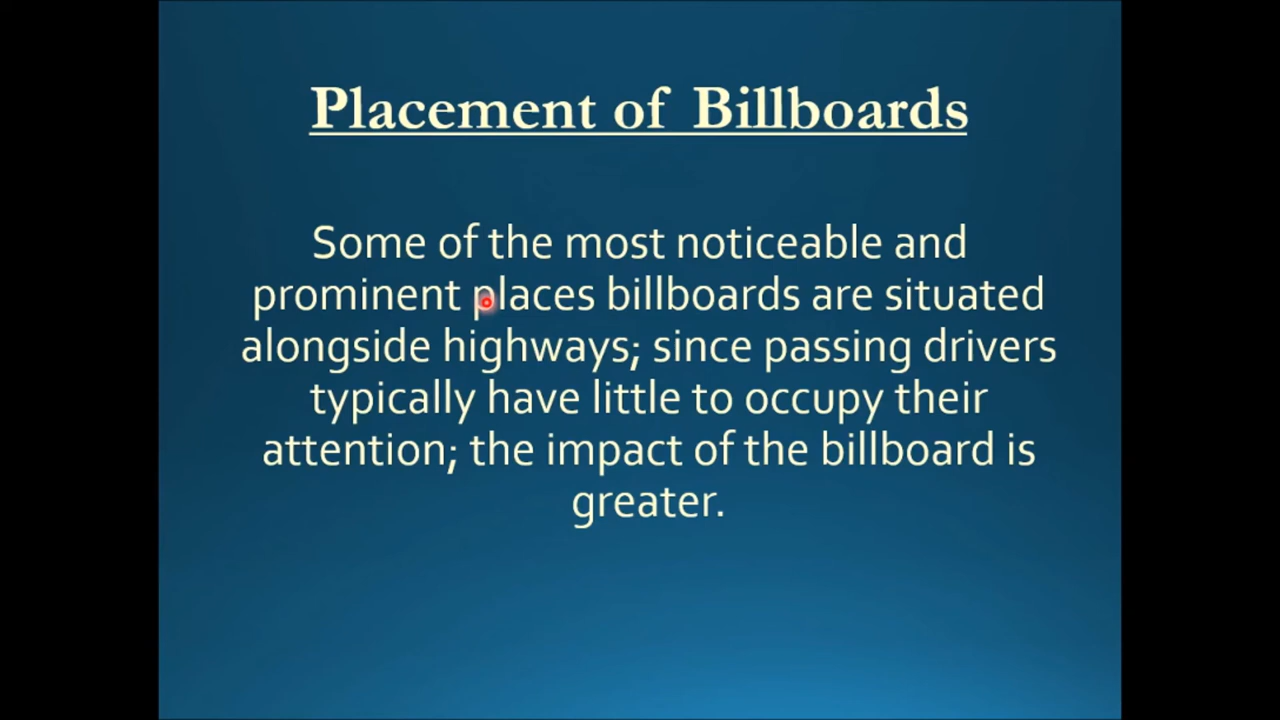 Placement of Billboards
Some of the most noticeable and
prominent places billboards are situated
alongside highways; since passing drivers
typically have little to occupy their
attention; the impact of the billboard is
greater.